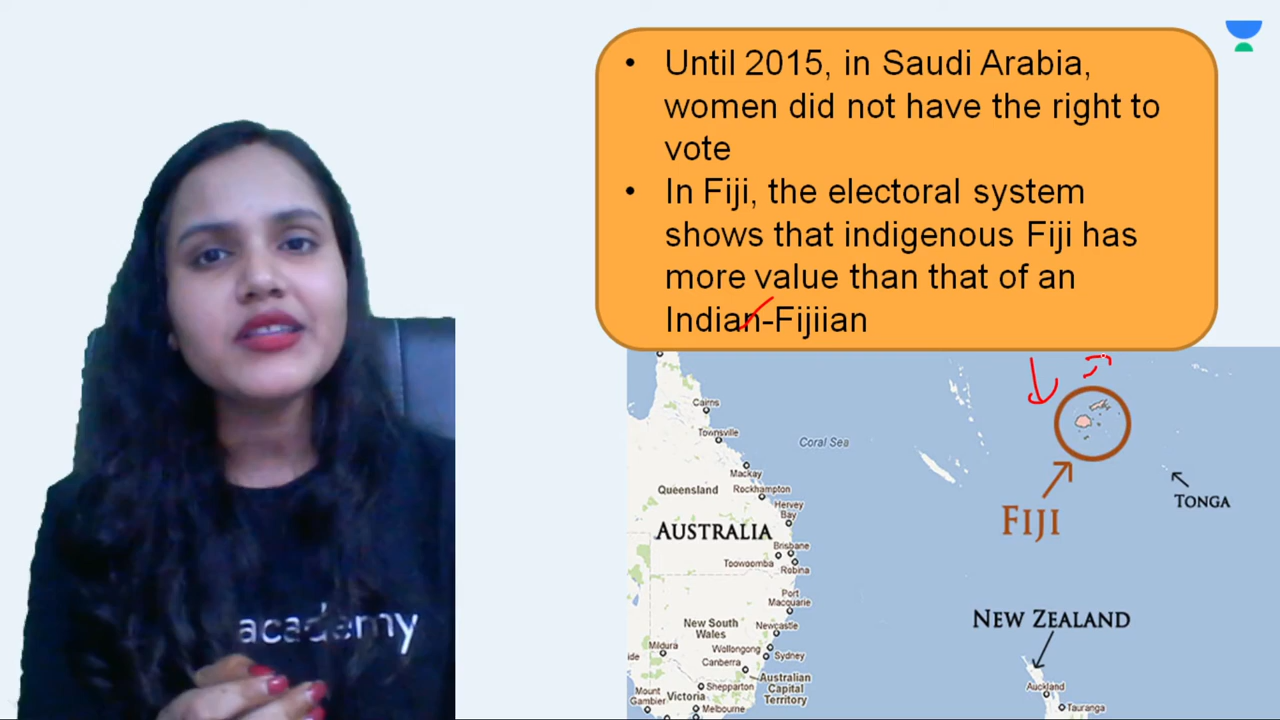 • Until 2015, in Saudi Arabia,
women did not have the right to
vote
• In Fiji, the electoral system
shows that indigenous Fiji has
more value than that of an
Indian-Fijiian
academy
Cairns
Townsville
Coral Sea
Mackay
Queensland
Rockhampton
Hervey
Bay
TONGA
FIJI
AUSTRALIA
Brisbane
Toowoomba
Robina
Port
Macquarie
NEW ZEALAND
New South
Wales
Newcastle
Mildura
Wollongong
Sydney
Canberra
Australian
Capital
Territory
Mount
Gambier
Victoria
Shepparton
Melbourne
Auckland
Tauranga